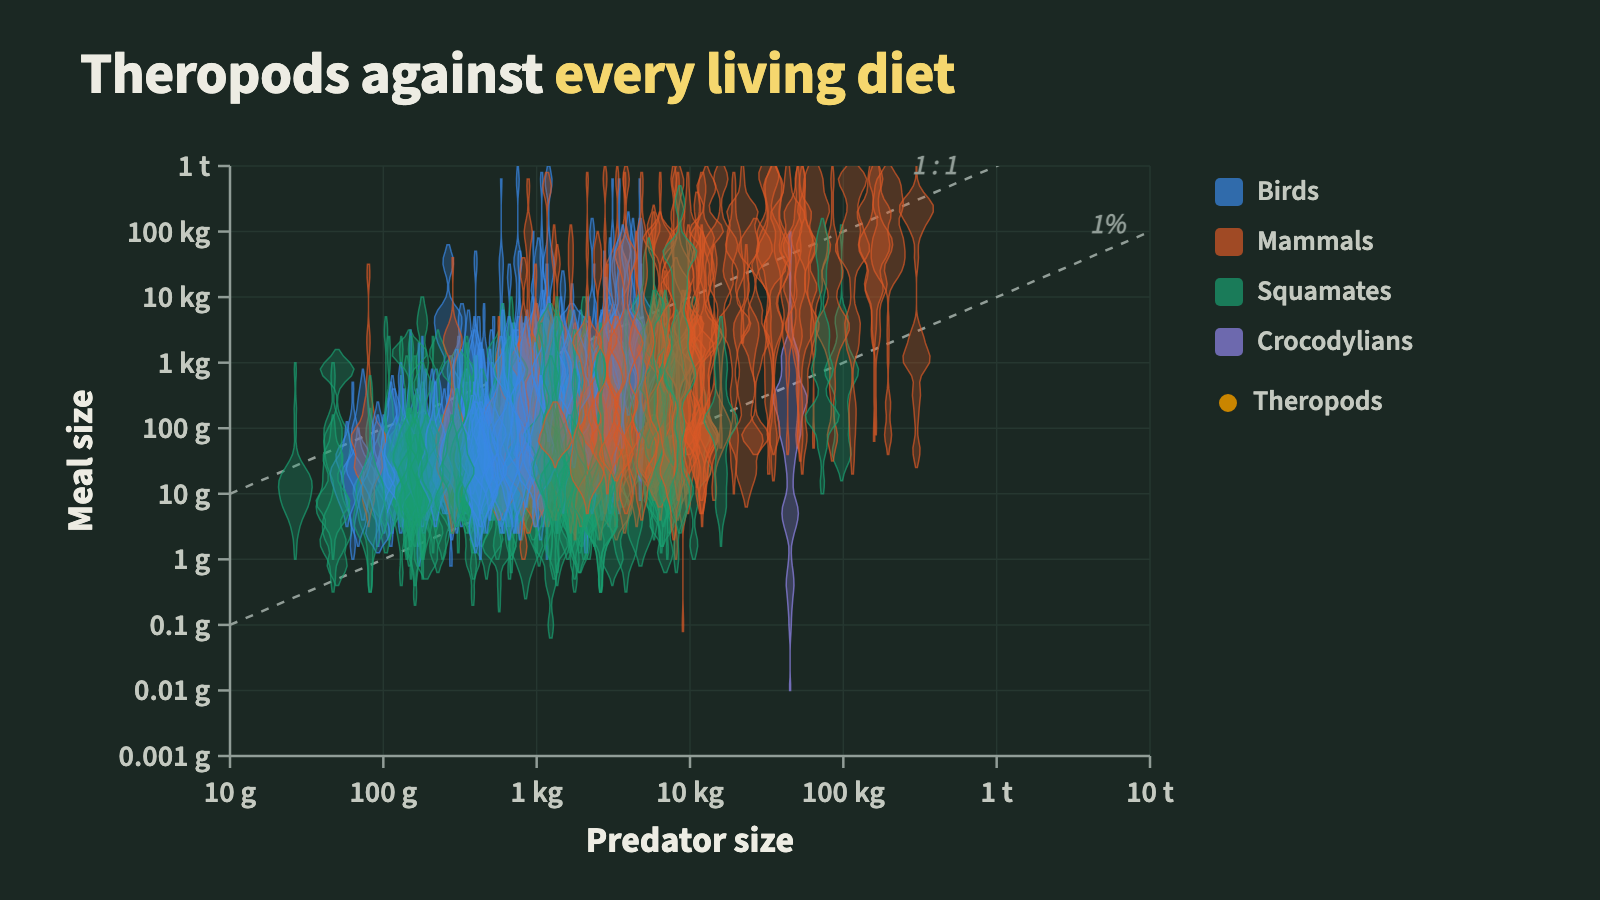 Theropods against every living diet
1:1
1%
1 t
100 kg
10 kg
1 kg
100 g
10 g
1 g
0.1 g
0.01 g
0.001 g
Meal size
10 g
100 g
1 kg
10 kg
100 kg
1 t
10 t
Predator size
Birds
Mammals
Squamates
Crocodylians
Theropods